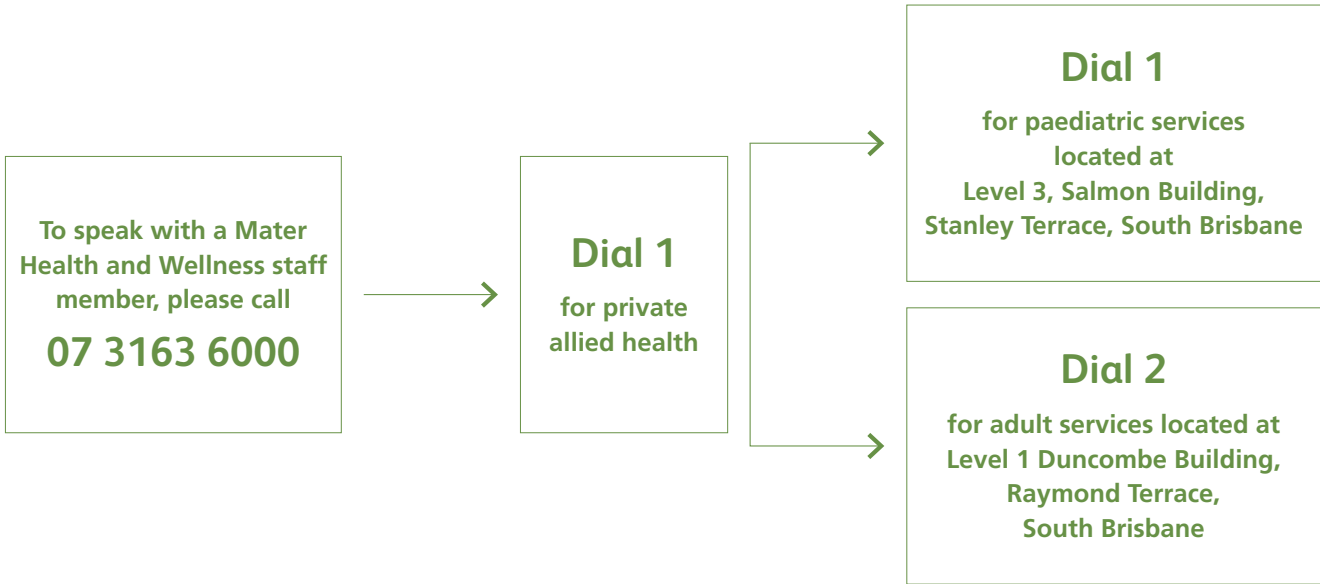 To speak with a Mater
Health and Wellness staff
member, please call
07 3163 6000
Dial 1
for private
allied health
Dial 1
for paediatric services
located at
Level 3, Salmon Building,
Stanley Terrace, South Brisbane
Dial 2
for adult services located at
Level 1 Duncombe Building,
Raymond Terrace,
South Brisbane